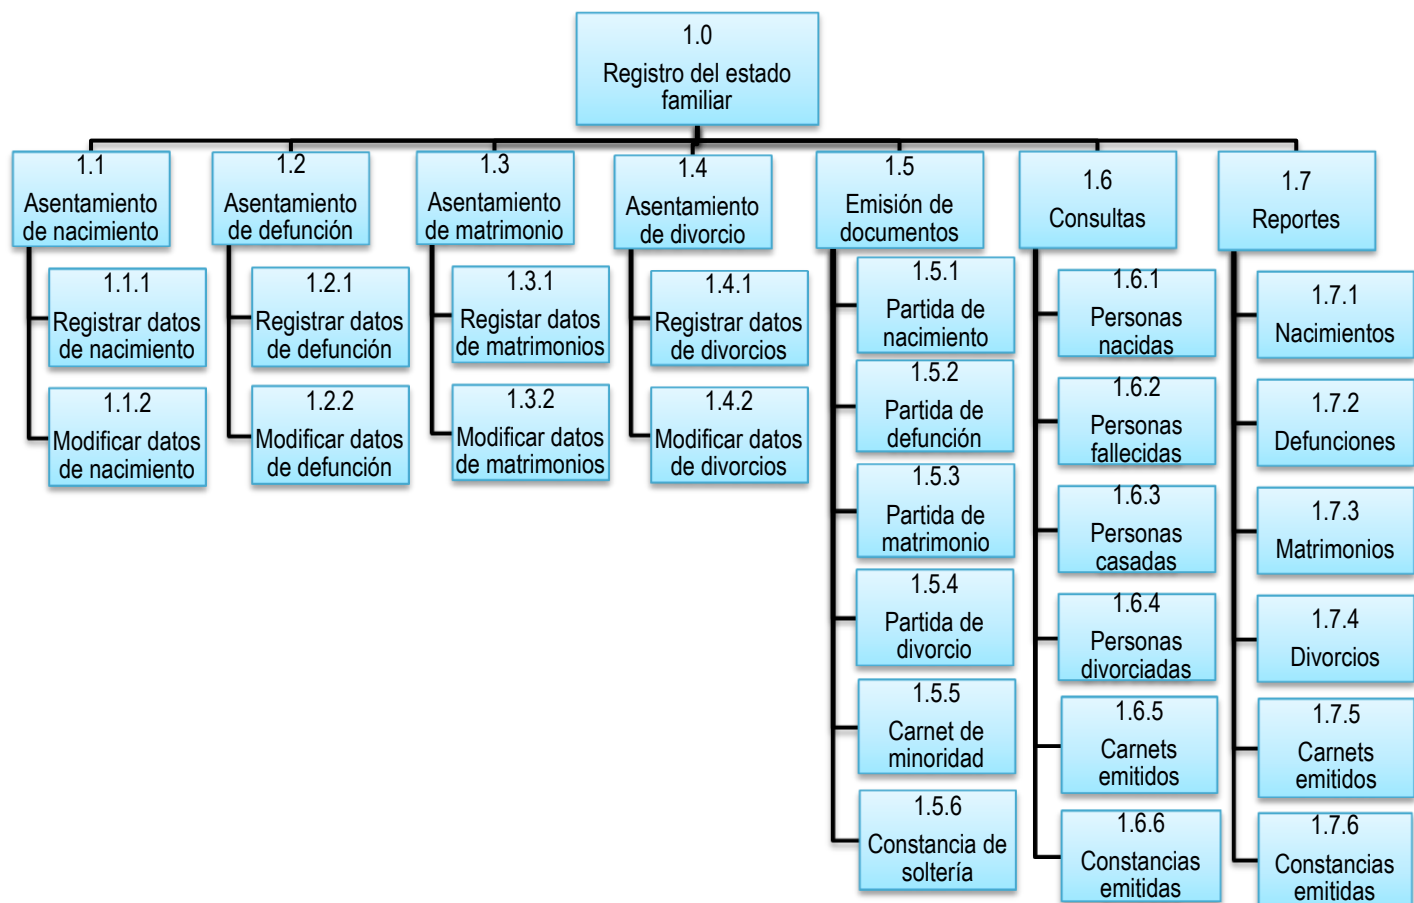 1.0
Registro del estado
familiar
1.1
Asentamiento
de nacimiento
1.1.1
Registrar datos
de nacimiento
1.1.2
Modificar datos
de nacimiento
1.2
Asentamiento
de defunción
1.2.1
Registrar datos
de defunción
1.2.2
Modificar datos
de defunción
1.3
Asentamiento
de matrimonio
1.3.1
Registar datos
de matrimonios
1.3.2
Modificar datos
de matrimonios
1.4
Asentamiento
de divorcio
1.4.1
Registrar datos
de divorcios
1.4.2
Modificar datos
de divorcios
1.5
Emisión de
documentos
1.5.1
Partida de
nacimiento
1.5.2
Partida de
defunción
1.5.3
Partida de
matrimonio
1.5.4
Partida de
divorcio
1.5.5
Carnet de
minoridad
1.5.6
Constancia de
soltería
1.6
Consultas
1.6.1
Personas
nacidas
1.6.2
Personas
fallecidas
1.6.3
Personas
casadas
1.6.4
Personas
divorciadas
1.6.5
Carnets
emitidos
1.6.6
Constancias
emitidas
1.7
Reportes
1.7.1
Nacimientos
1.7.2
Defunciones
1.7.3
Matrimonios
1.7.4
Divorcios
1.7.5
Carnets
emitidos
1.7.6
Constancias
emitidas